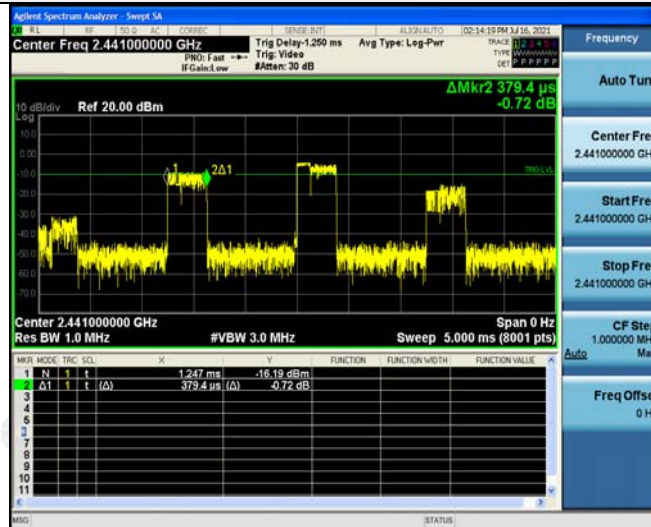 Agilent Spectrum Analyzer - Swept SA
RL RF 50 Ω AC CORREC SENSE:INT ALIGN AUTO 02:14:19 PM Jul 16, 2021
Center Freq 2.441000000 GHz
PNO: Fast
IFGain:Low
Trig Delay-1.250 ms
Trig: Video
#Atten: 30 dB
Avg Type: Log-Pwr
TRACE 1 2 3 4 5 6
TYPE
DET P P P P P P
ΔMkr2 379.4 µs
-0.72 dB
10 dB/div Ref 20.00 dBm
Log
10.0
0.00
-10.0
-20.0
-30.0
-40.0
-50.0
-60.0
-70.0
1
2Δ1
TRIG LVL
Center 2.441000000 GHz Span 0 Hz
Res BW 1.0 MHz #VBW 3.0 MHz Sweep 5.000 ms (8001 pts)
MKR MODE TRC SCL X Y FUNCTION FUNCTION WIDTH FUNCTION VALUE
1 N 1 t 1.247 ms -16.19 dBm
2 Δ1 1 t (Δ) 379.4 µs (Δ) -0.72 dB
3
4
5
6
7
8
9
10
11
MSG STATUS
Frequency
Auto Tun
Center Fre
2.441000000 GH
Start Fre
2.441000000 GH
Stop Fre
2.441000000 GH
CF Ste
1.000000 MH
Auto Ma
Freq Offse
0 H